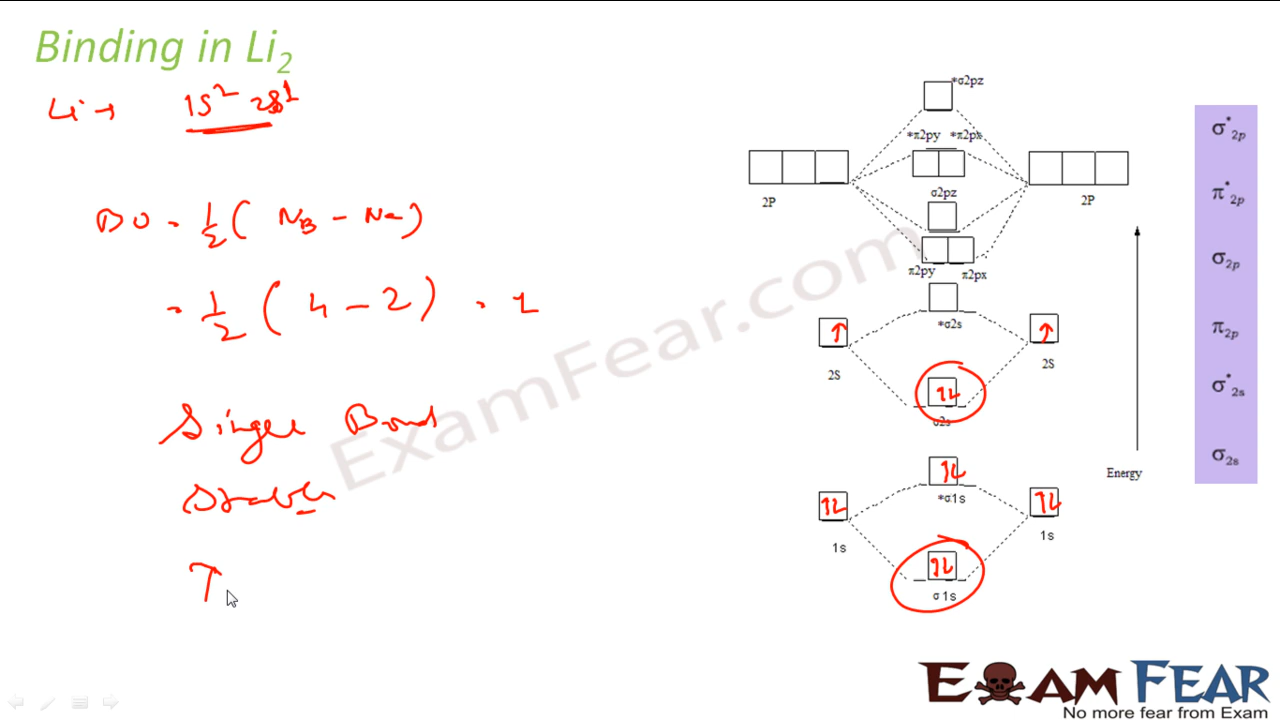 Binding in Li₂
Li → 1s² 2s¹
BO = 1/2 ( NB - Na )
= 1/2 ( 4 - 2 ) = 1
Single Bond
Stable
T
*σ2pz
*π2py *π2px
2P
σ2pz
2P
π2py π2px
*σ2s
2S
2S
σ2s
*σ1s
1s
1s
σ1s
Energy
σ*2p
π*2p
σ2p
π2p
σ*2s
σ2s
ExamFear.com
EXAM FEAR
No more fear from Exam